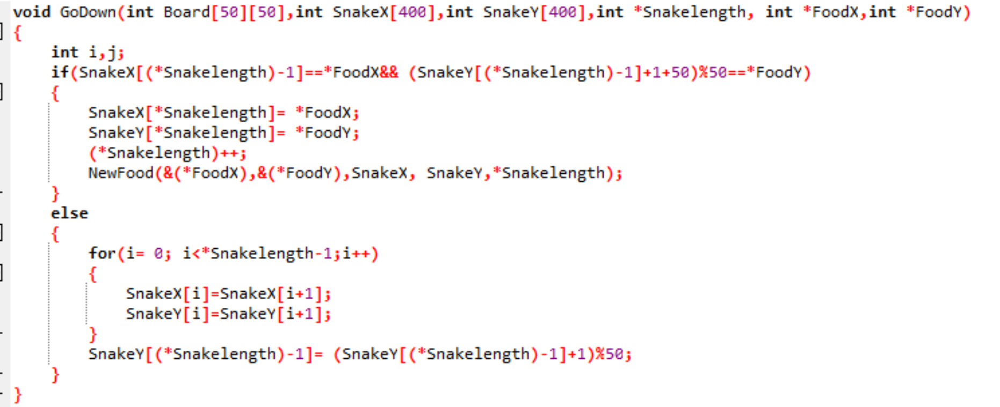 void GoDown(int Board[50][50],int SnakeX[400],int SnakeY[400],int *Snakelength, int *FoodX,int *FoodY)
{
    int i,j;
    if(SnakeX[(*Snakelength)-1]==*FoodX&& (SnakeY[(*Snakelength)-1]+1+50)%50==*FoodY)
    {
        SnakeX[*Snakelength]= *FoodX;
        SnakeY[*Snakelength]= *FoodY;
        (*Snakelength)++;
        NewFood(&(*FoodX),&(*FoodY),SnakeX, SnakeY,*Snakelength);
    }
    else
    {
        for(i= 0; i<*Snakelength-1;i++)
        {
            SnakeX[i]=SnakeX[i+1];
            SnakeY[i]=SnakeY[i+1];
        }
        SnakeY[(*Snakelength)-1]= (SnakeY[(*Snakelength)-1]+1)%50;
    }
}